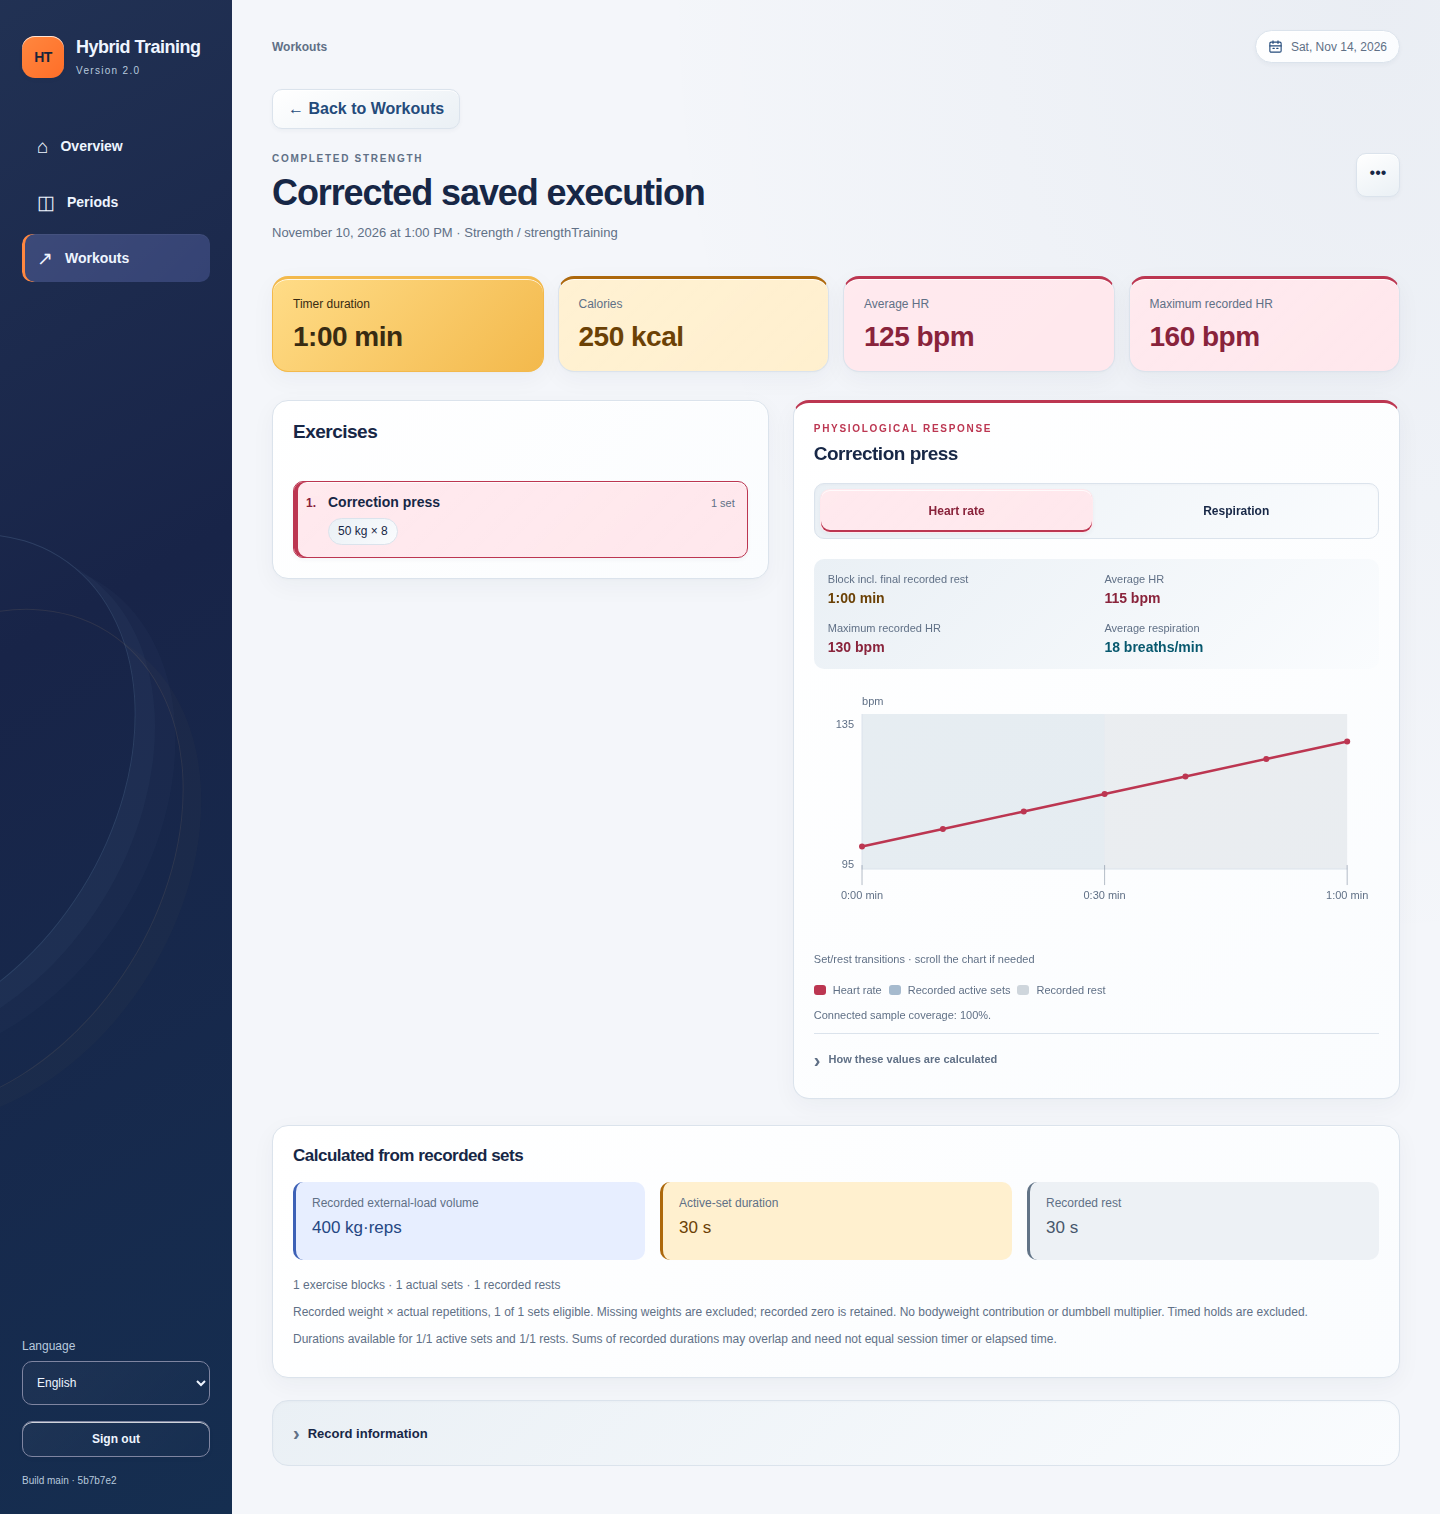 HT
Hybrid Training
Version 2.0
Overview
Periods
Workouts
Language
English
Sign out
Build main · 5b7b7e2
Workouts
Sat, Nov 14, 2026
← Back to Workouts
COMPLETED STRENGTH
Corrected saved execution
•••
November 10, 2026 at 1:00 PM · Strength / strengthTraining
Timer duration
1:00 min
Calories
250 kcal
Average HR
125 bpm
Maximum recorded HR
160 bpm
Exercises
1. Correction press 1 set
50 kg × 8
PHYSIOLOGICAL RESPONSE
Correction press
Heart rate Respiration
Block incl. final recorded rest
1:00 min
Average HR
115 bpm
Maximum recorded HR
130 bpm
Average respiration
18 breaths/min
bpm
135
95
0:00 min 0:30 min 1:00 min
Set/rest transitions · scroll the chart if needed
Heart rate Recorded active sets Recorded rest
Connected sample coverage: 100%.
› How these values are calculated
Calculated from recorded sets
Recorded external-load volume
400 kg·reps
Active-set duration
30 s
Recorded rest
30 s
1 exercise blocks · 1 actual sets · 1 recorded rests
Recorded weight × actual repetitions, 1 of 1 sets eligible. Missing weights are excluded; recorded zero is retained. No bodyweight contribution or dumbbell multiplier. Timed holds are excluded.
Durations available for 1/1 active sets and 1/1 rests. Sums of recorded durations may overlap and need not equal session timer or elapsed time.
› Record information